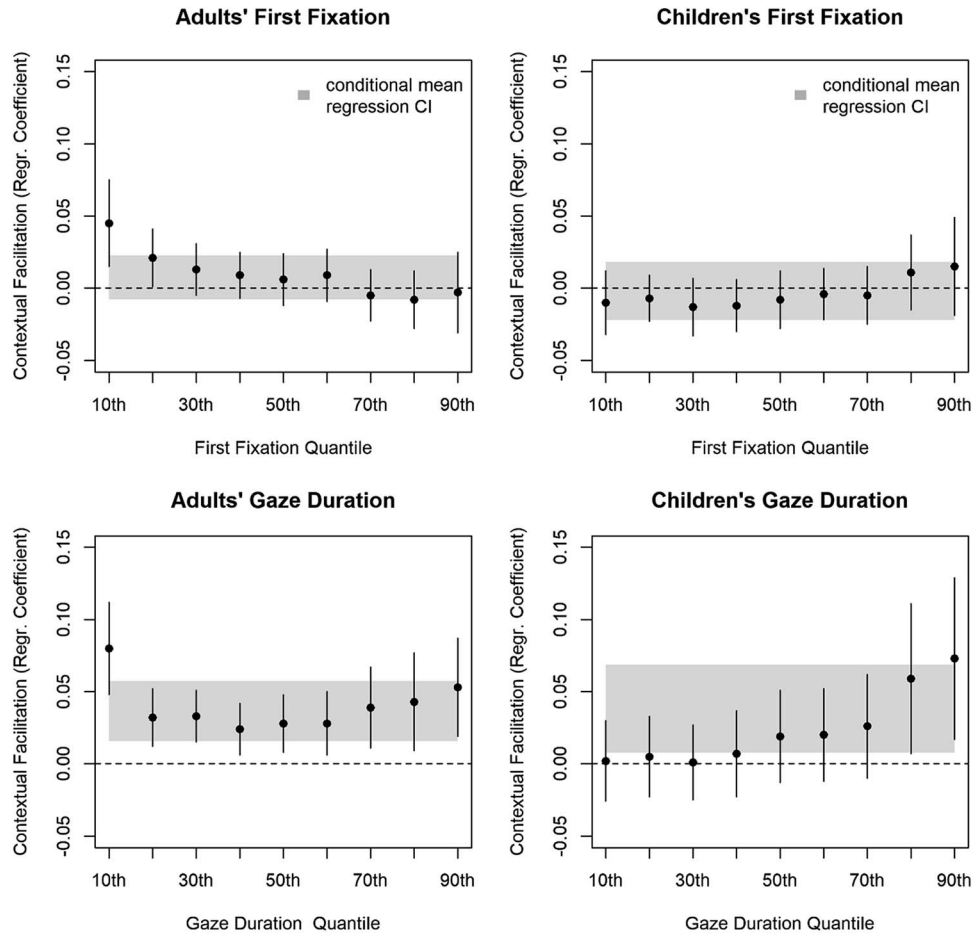 Adults' First Fixation
Contextual Facilitation (Regr. Coefficient)
0.15
0.10
0.05
0.00
-0.05
conditional mean
regression CI
10th 30th 50th 70th 90th
First Fixation Quantile
Children's First Fixation
Contextual Facilitation (Regr. Coefficient)
0.15
0.10
0.05
0.00
-0.05
conditional mean
regression CI
10th 30th 50th 70th 90th
First Fixation Quantile
Adults' Gaze Duration
Contextual Facilitation (Regr. Coefficient)
0.15
0.10
0.05
0.00
-0.05
10th 30th 50th 70th 90th
Gaze Duration Quantile
Children's Gaze Duration
Contextual Facilitation (Regr. Coefficient)
0.15
0.10
0.05
0.00
-0.05
10th 30th 50th 70th 90th
Gaze Duration Quantile